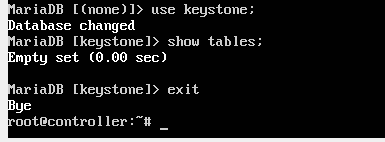 MariaDB [(none)]> use keystone;
Database changed
MariaDB [keystone]> show tables;
Empty set (0.00 sec)
MariaDB [keystone]> exit
Bye
root@controller:~# _